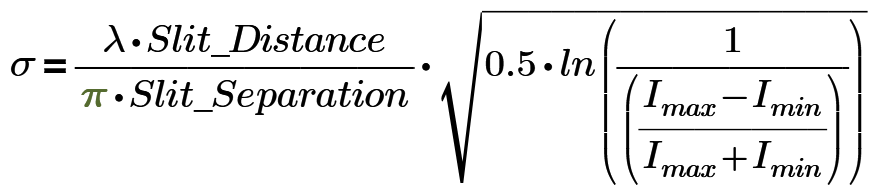 σ = (λ · Slit_Distance)/(π · Slit_Separation) · √(0.5 · ln(1/((I_max − I_min)/(I_max + I_min))))